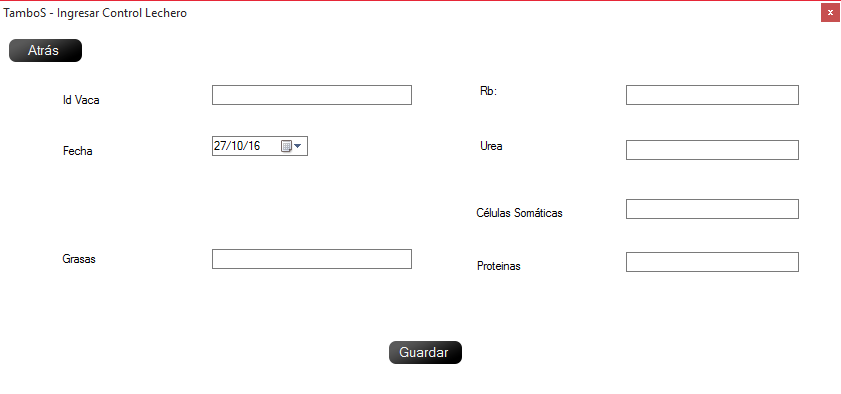 TamboS - Ingresar Control Lechero
x
Atrás
Id Vaca
Rb:
Fecha
27/10/16
Urea
Células Somáticas
Grasas
Proteinas
Guardar